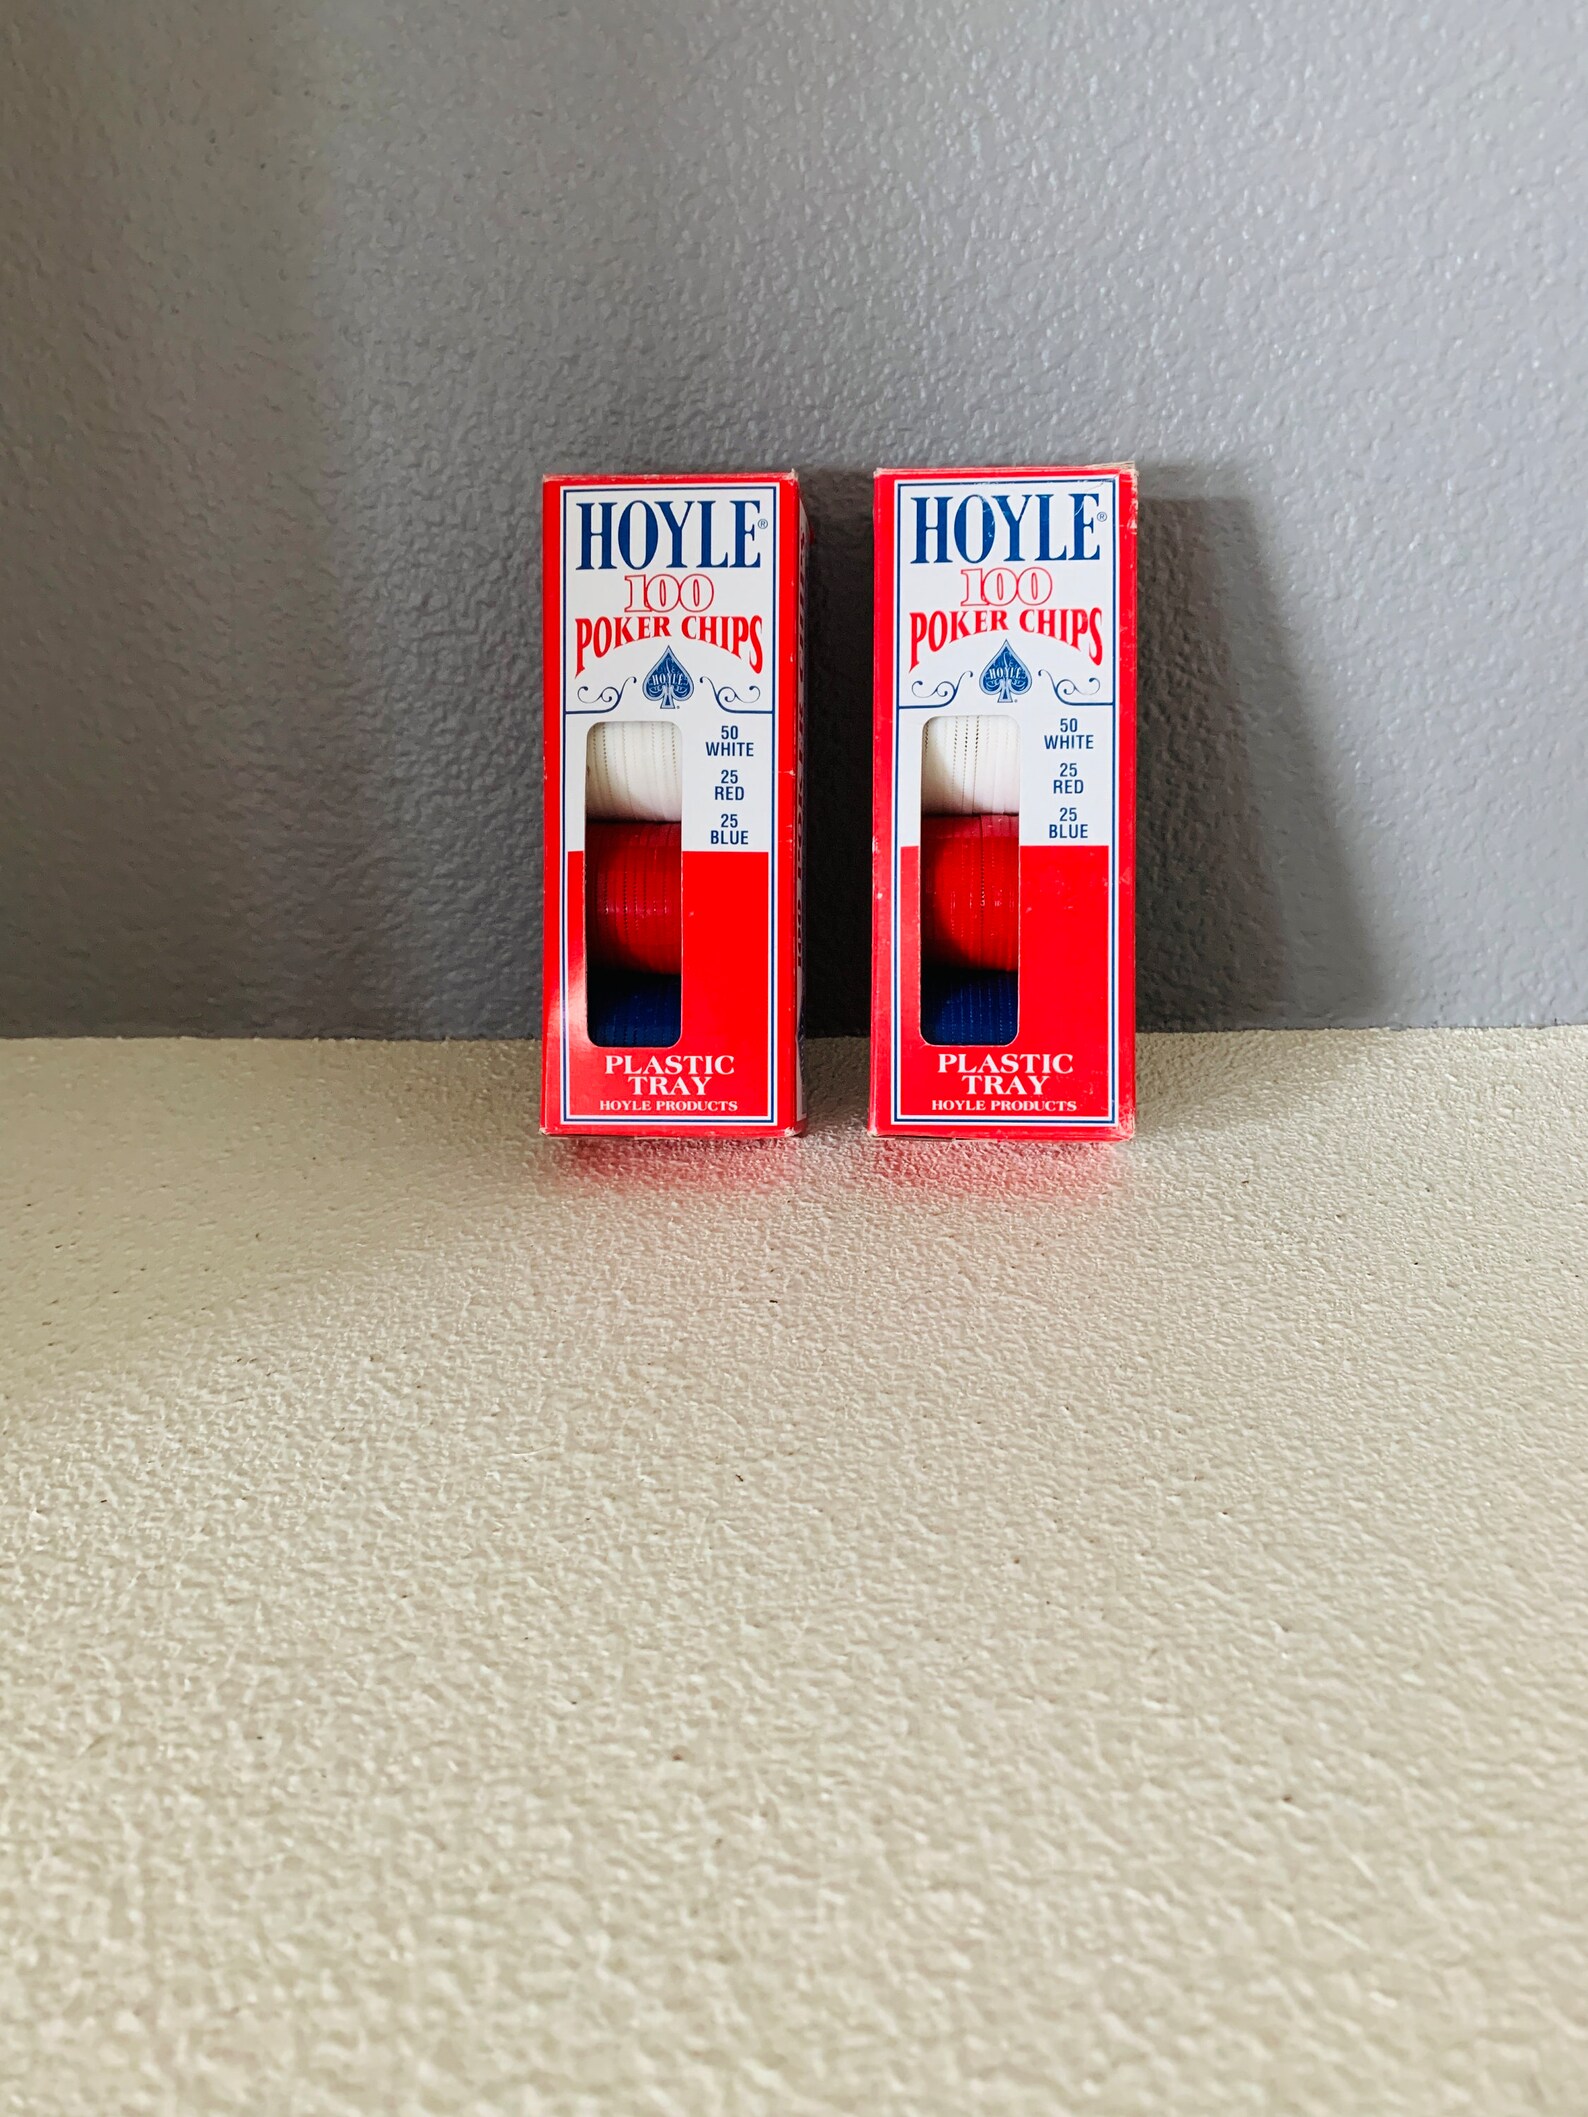 HOYLE®
100
POKER CHIPS
HOYLE
50
WHITE
25
RED
25
BLUE
PLASTIC
TRAY
HOYLE PRODUCTS
HOYLE®
100
POKER CHIPS
HOYLE
50
WHITE
25
RED
25
BLUE
PLASTIC
TRAY
HOYLE PRODUCTS